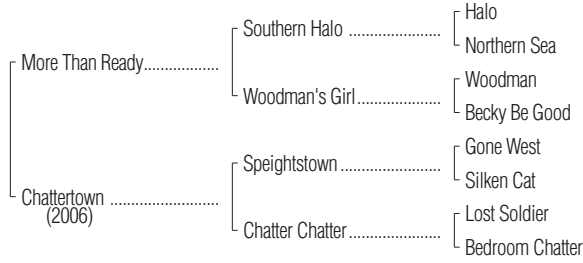 Halo
Southern Halo ....................
Northern Sea
More Than Ready................
Woodman
Woodman's Girl..................
Becky Be Good
Gone West
Speightstown ....................
Silken Cat
Chattertown .......................
(2006)
Lost Soldier
Chatter Chatter..................
Bedroom Chatter